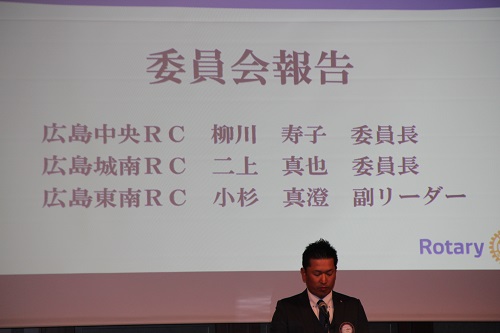 委員会報告
広島中央RC 柳川 寿子 委員長
広島城南RC 二上 真也 委員長
広島東南RC 小杉 真澄 副リーダー
Rotary